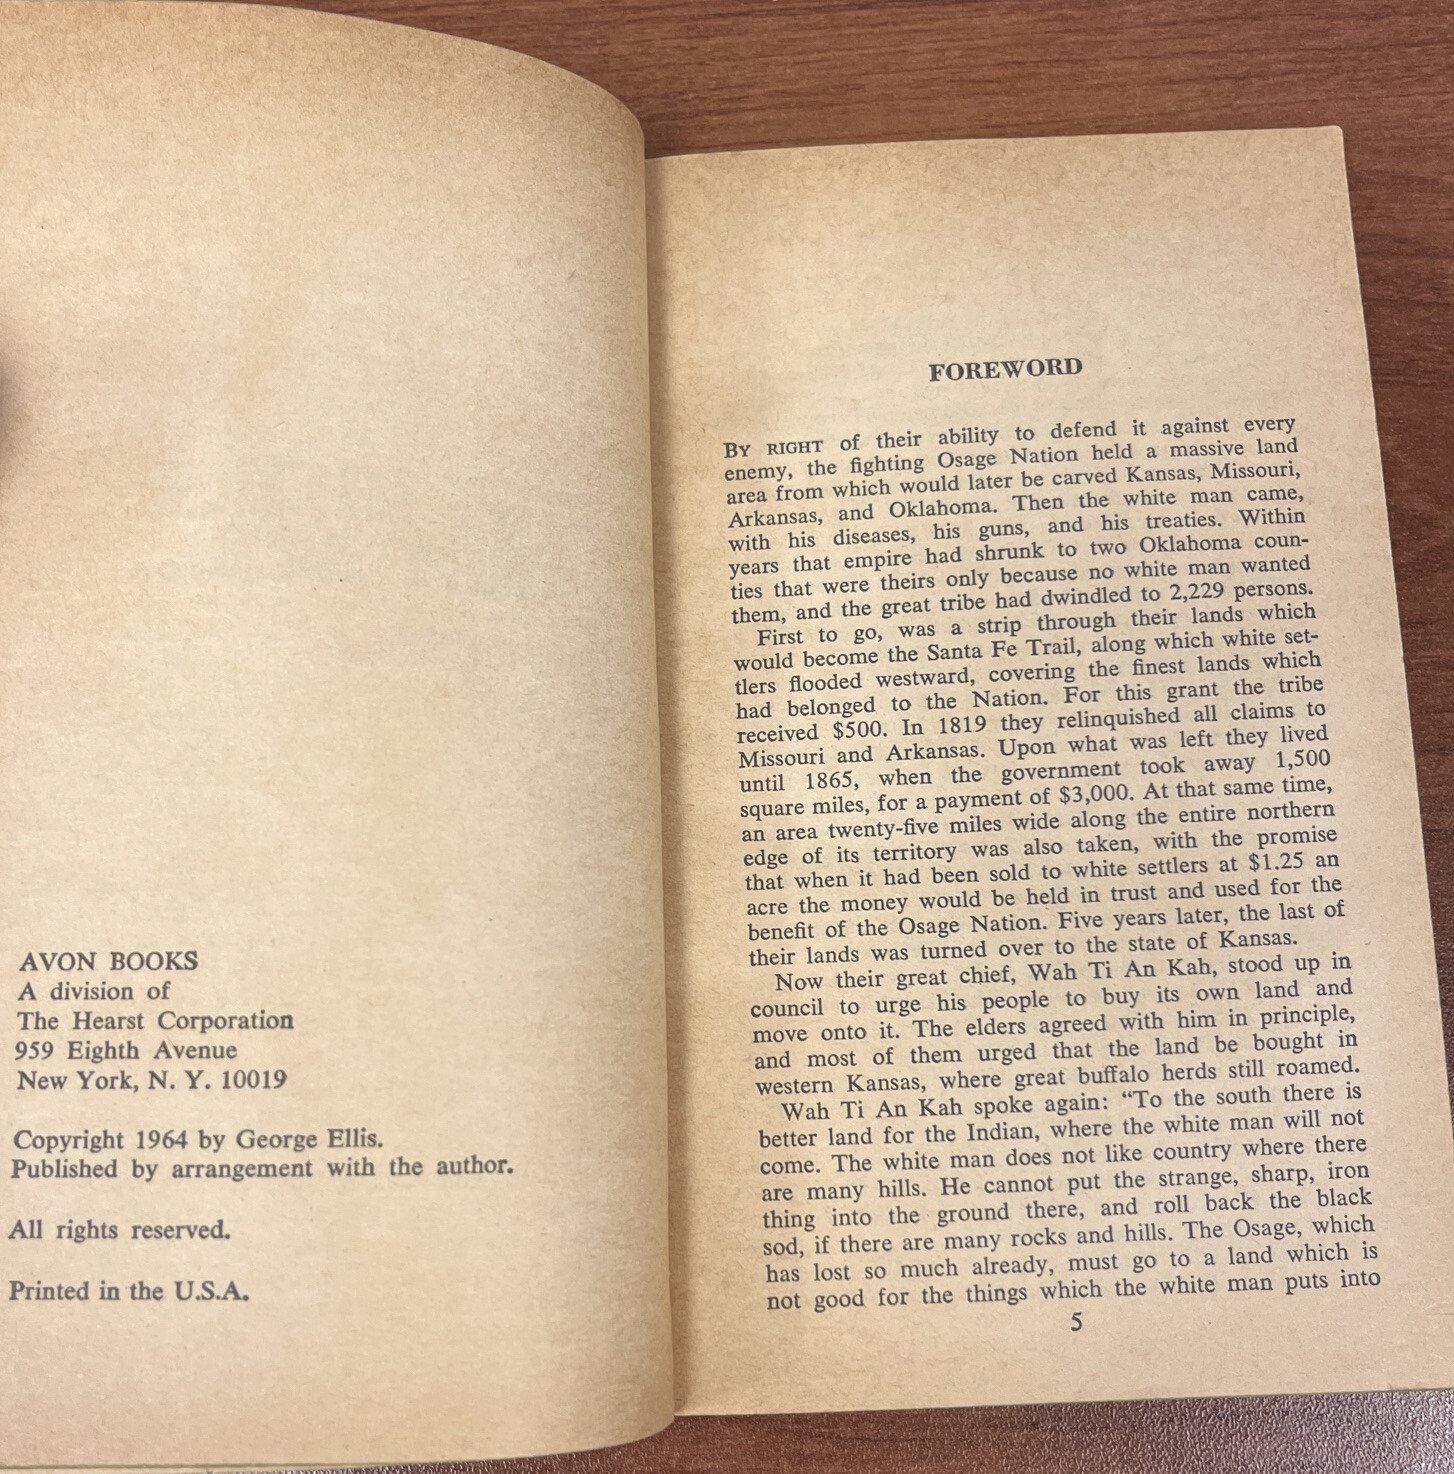 AVON BOOKS
A division of
The Hearst Corporation
959 Eighth Avenue
New York, N. Y. 10019
Copyright 1964 by George Ellis.
Published by arrangement with the author.
All rights reserved.
Printed in the U.S.A.
FOREWORD
BY RIGHT of their ability to defend it against every
enemy, the fighting Osage Nation held a massive land
area from which would later be carved Kansas, Missouri,
Arkansas, and Oklahoma. Then the white man came,
with his diseases, his guns, and his treaties. Within
years that empire had shrunk to two Oklahoma coun-
ties that were theirs only because no white man wanted
them, and the great tribe had dwindled to 2,229 persons.
First to go, was a strip through their lands which
would become the Santa Fe Trail, along which white set-
tlers flooded westward, covering the finest lands which
had belonged to the Nation. For this grant the tribe
received $500. In 1819 they relinquished all claims to
Missouri and Arkansas. Upon what was left they lived
until 1865, when the government took away 1,500
square miles, for a payment of $3,000. At that same time,
an area twenty-five miles wide along the entire northern
edge of its territory was also taken, with the promise
that when it had been sold to white settlers at $1.25 an
acre the money would be held in trust and used for the
benefit of the Osage Nation. Five years later, the last of
their lands was turned over to the state of Kansas.
Now their great chief, Wah Ti An Kah, stood up in
council to urge his people to buy its own land and
move onto it. The elders agreed with him in principle,
and most of them urged that the land be bought in
western Kansas, where great buffalo herds still roamed.
Wah Ti An Kah spoke again: “To the south there is
better land for the Indian, where the white man will not
come. The white man does not like country where there
are many hills. He cannot put the strange, sharp, iron
thing into the ground there, and roll back the black
sod, if there are many rocks and hills. The Osage, which
has lost so much already, must go to a land which is
not good for the things which the white man puts into
5